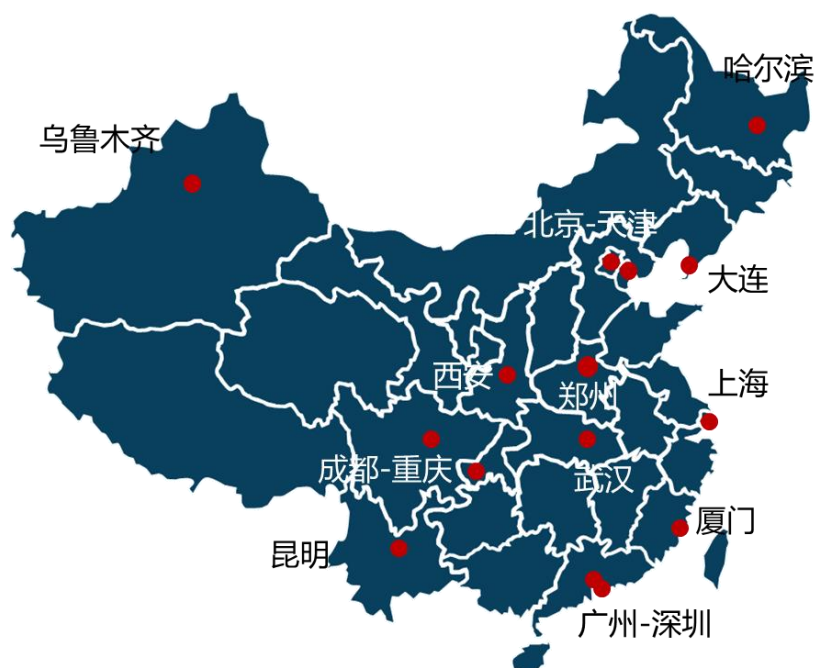 哈尔滨
乌鲁木齐
北京-天津
大连
西安
上海
郑州
成都-重庆
武汉
厦门
昆明
广州-深圳